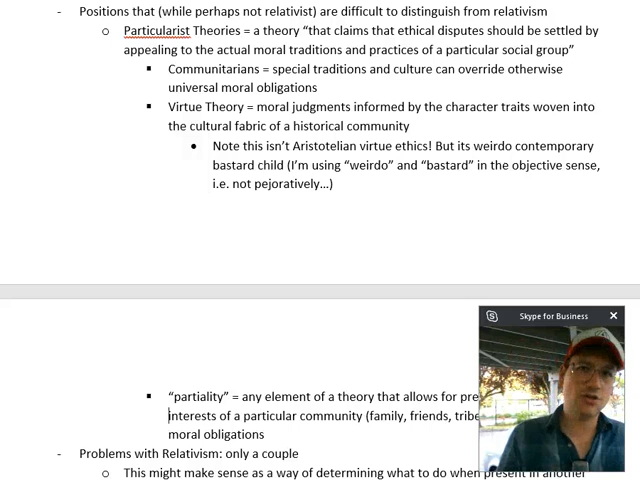 - Positions that (while perhaps not relativist) are difficult to distinguish from relativism
o Particularist Theories = a theory “that claims that ethical disputes should be settled by
appealing to the actual moral traditions and practices of a particular social group”
▪ Communitarians = special traditions and culture can override otherwise
universal moral obligations
▪ Virtue Theory = moral judgments informed by the character traits woven into
the cultural fabric of a historical community
• Note this isn’t Aristotelian virtue ethics! But its weirdo contemporary
bastard child (I’m using “weirdo” and “bastard” in the objective sense,
i.e. not pejoratively…)
Skype for Business
▪ “partiality” = any element of a theory that allows for pre
interests of a particular community (family, friends, tribe
moral obligations
- Problems with Relativism: only a couple
o This might make sense as a way of determining what to do when present in another